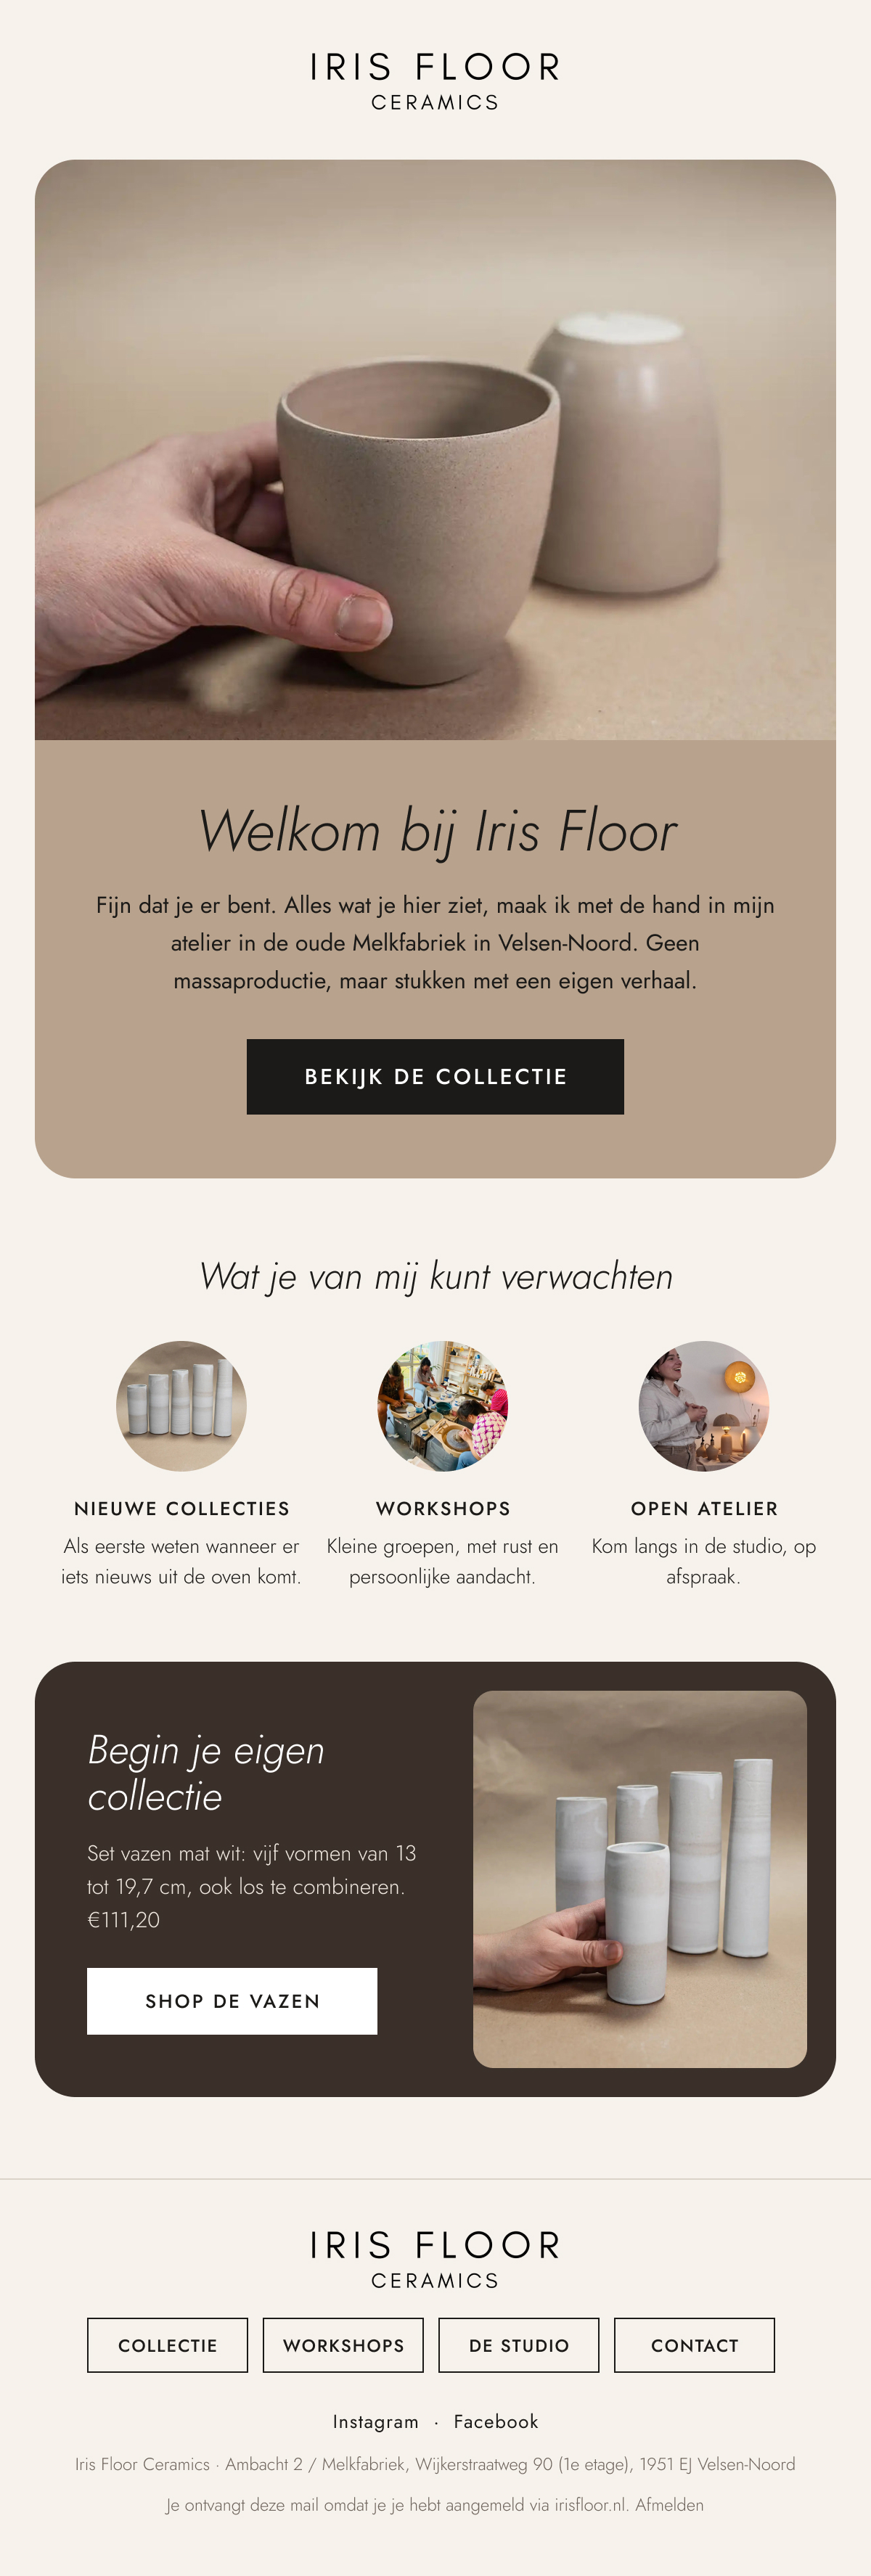 IRIS FLOOR
CERAMICS
Welkom bij Iris Floor
Fijn dat je er bent. Alles wat je hier ziet, maak ik met de hand in mijn
atelier in de oude Melkfabriek in Velsen-Noord. Geen
massaproductie, maar stukken met een eigen verhaal.
BEKIJK DE COLLECTIE
Wat je van mij kunt verwachten
NIEUWE COLLECTIES
Als eerste weten wanneer er
iets nieuws uit de oven komt.
WORKSHOPS
Kleine groepen, met rust en
persoonlijke aandacht.
OPEN ATELIER
Kom langs in de studio, op
afspraak.
Begin je eigen
collectie
Set vazen mat wit: vijf vormen van 13
tot 19,7 cm, ook los te combineren.
€111,20
SHOP DE VAZEN
IRIS FLOOR
CERAMICS
COLLECTIE
WORKSHOPS
DE STUDIO
CONTACT
Instagram · Facebook
Iris Floor Ceramics · Ambacht 2 / Melkfabriek, Wijkerstraatweg 90 (1e etage), 1951 EJ Velsen-Noord
Je ontvangt deze mail omdat je je hebt aangemeld via irisfloor.nl. Afmelden